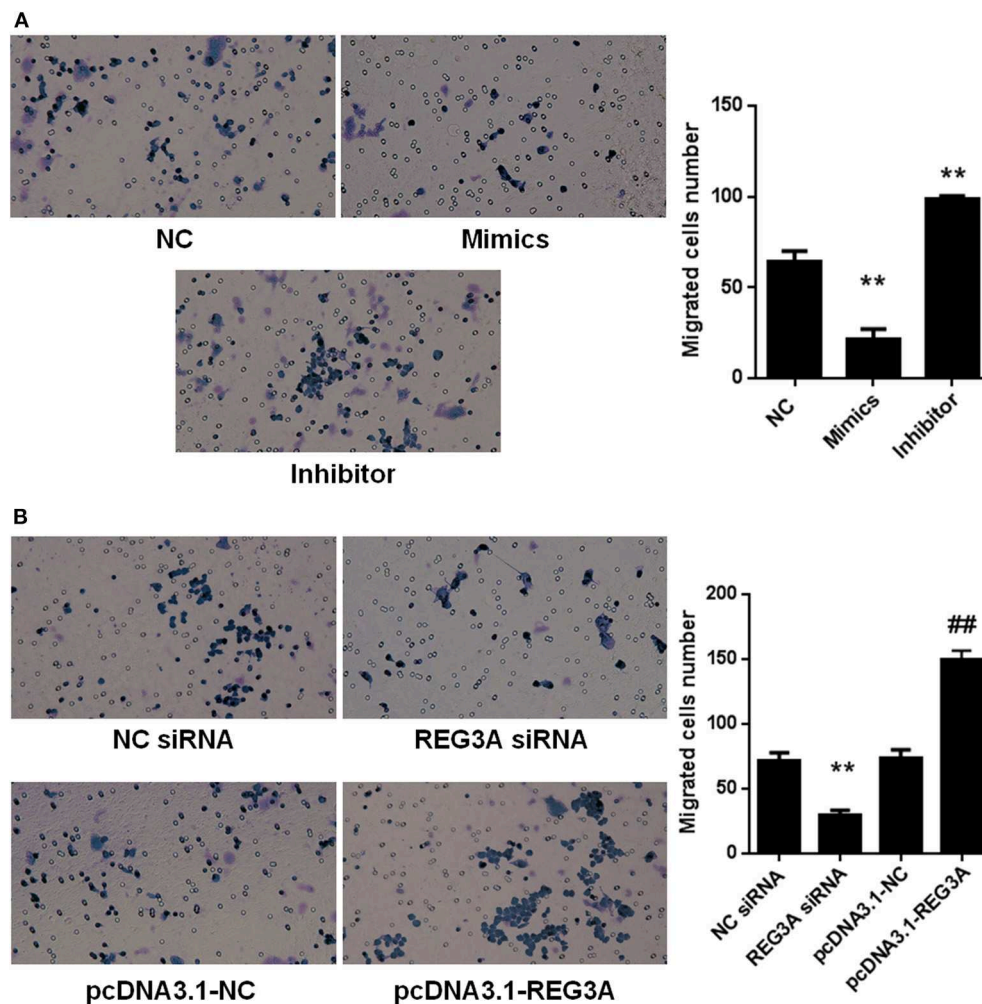 A
NC
Mimics
Inhibitor
Migrated cells number
150
100
50
0
**
**
NC
Mimics
Inhibitor
B
NC siRNA
REG3A siRNA
pcDNA3.1-NC
pcDNA3.1-REG3A
Migrated cells number
200
150
100
50
0
**
##
NC siRNA
REG3A siRNA
pcDNA3.1-NC
pcDNA3.1-REG3A